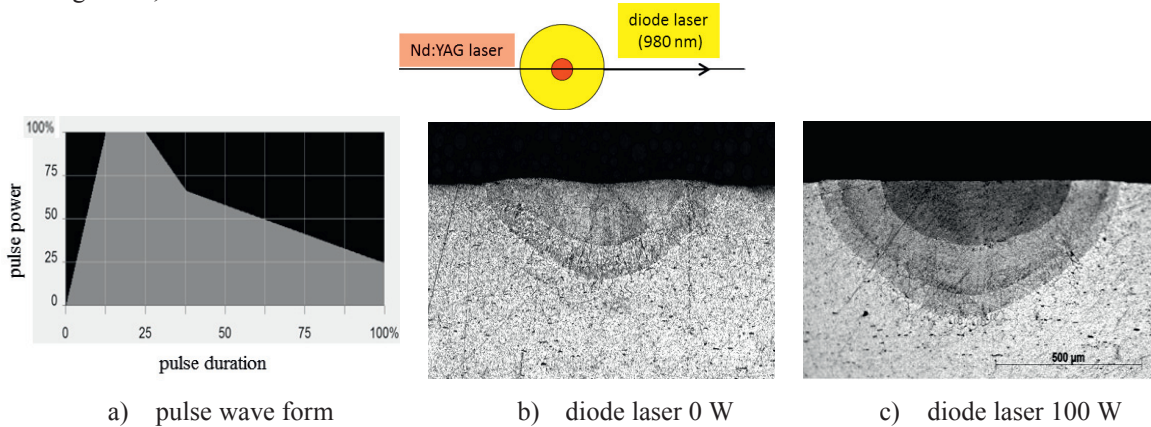 diode laser
(980 nm)
Nd:YAG laser
100%
75
50
25
0
pulse power
0
25
50
75
100%
pulse duration
500 µm
a) pulse wave form
b) diode laser 0 W
c) diode laser 100 W